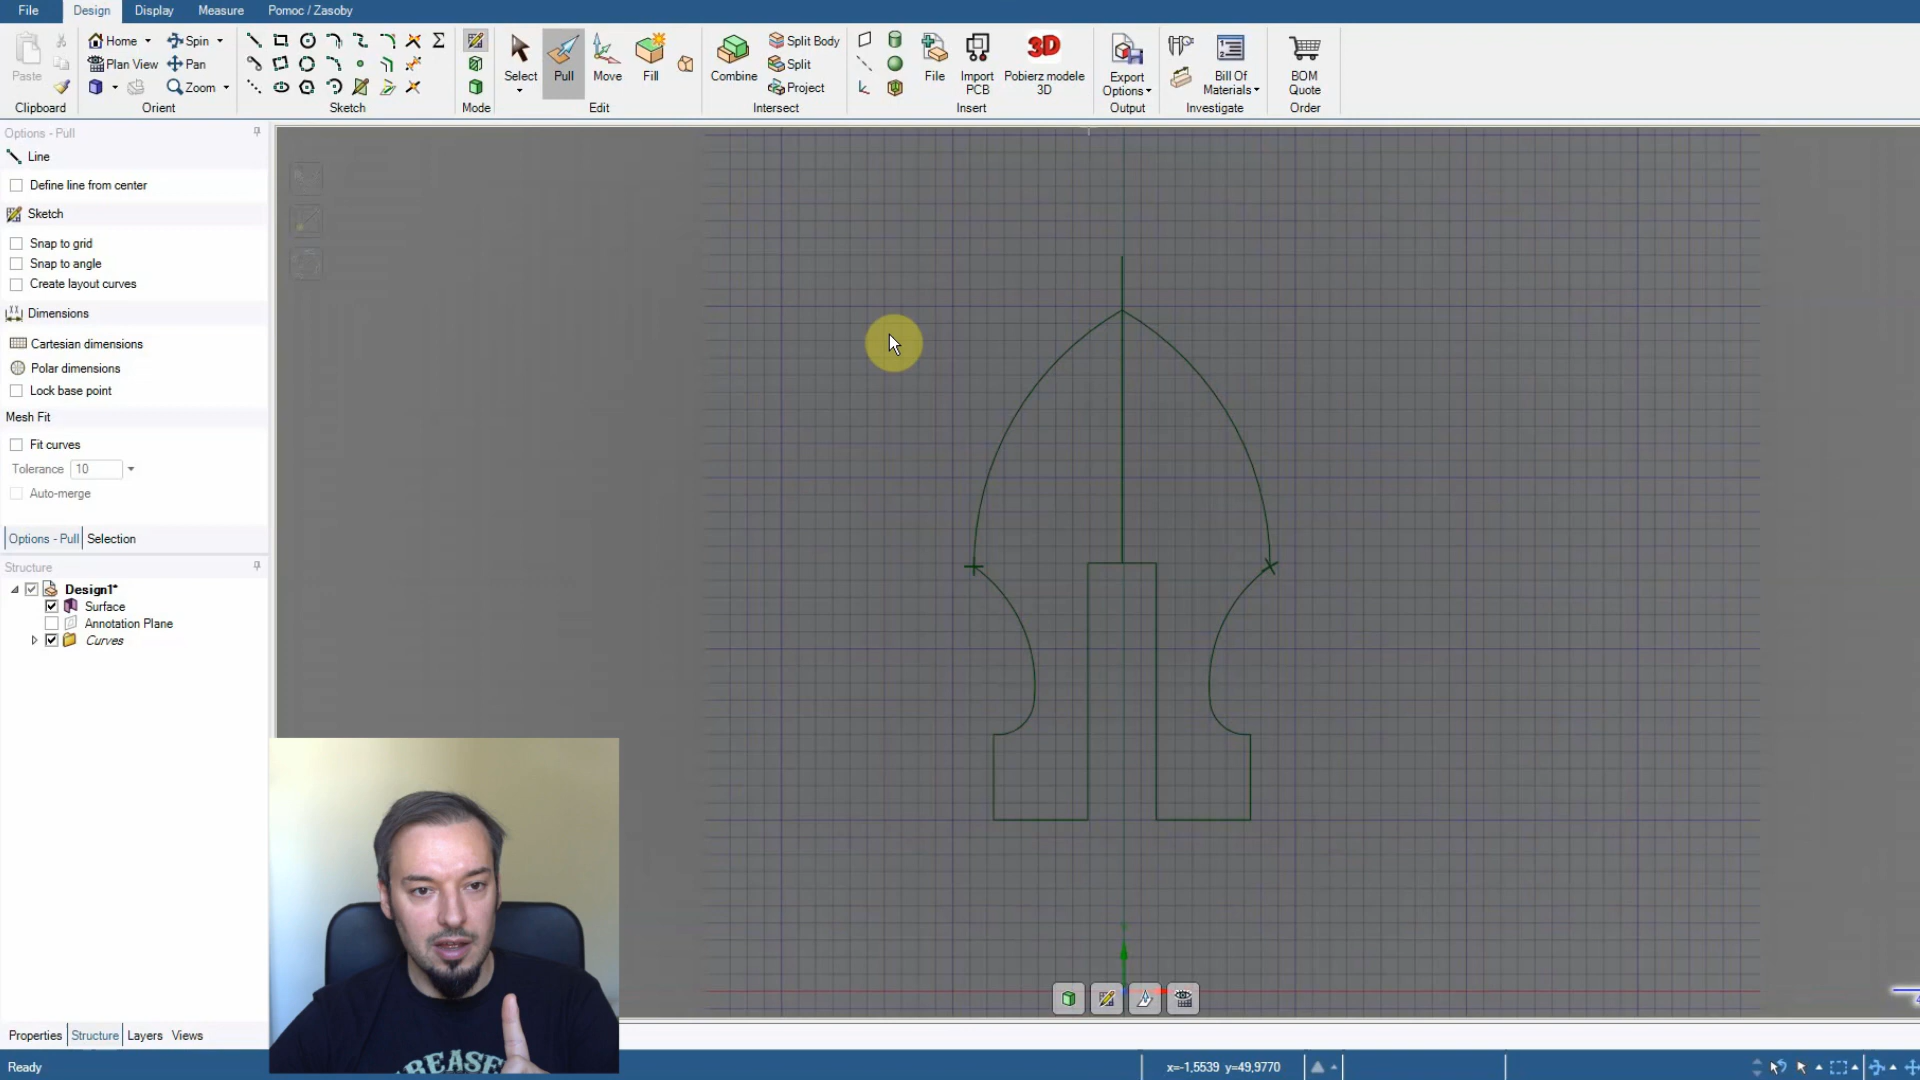 File Design Display Measure Pomoc / Zasoby
Paste Home Spin Split Body
Plan View Pan Split
Zoom Project
Select Pull Move Fill Combine File Import PCB Pobierz modele 3D Export Options Bill Of Materials BOM Quote
3D
Clipboard Orient Sketch Mode Edit Intersect Insert Output Investigate Order
Options - Pull
Line
Define line from center
Sketch
Snap to grid
Snap to angle
Create layout curves
Dimensions
Cartesian dimensions
Polar dimensions
Lock base point
Mesh Fit
Fit curves
Tolerance 10
Auto-merge
Options - Pull Selection
Structure
Design1*
Surface
Annotation Plane
Curves
Properties Structure Layers Views
Ready x=-1,5539 y=49,9770